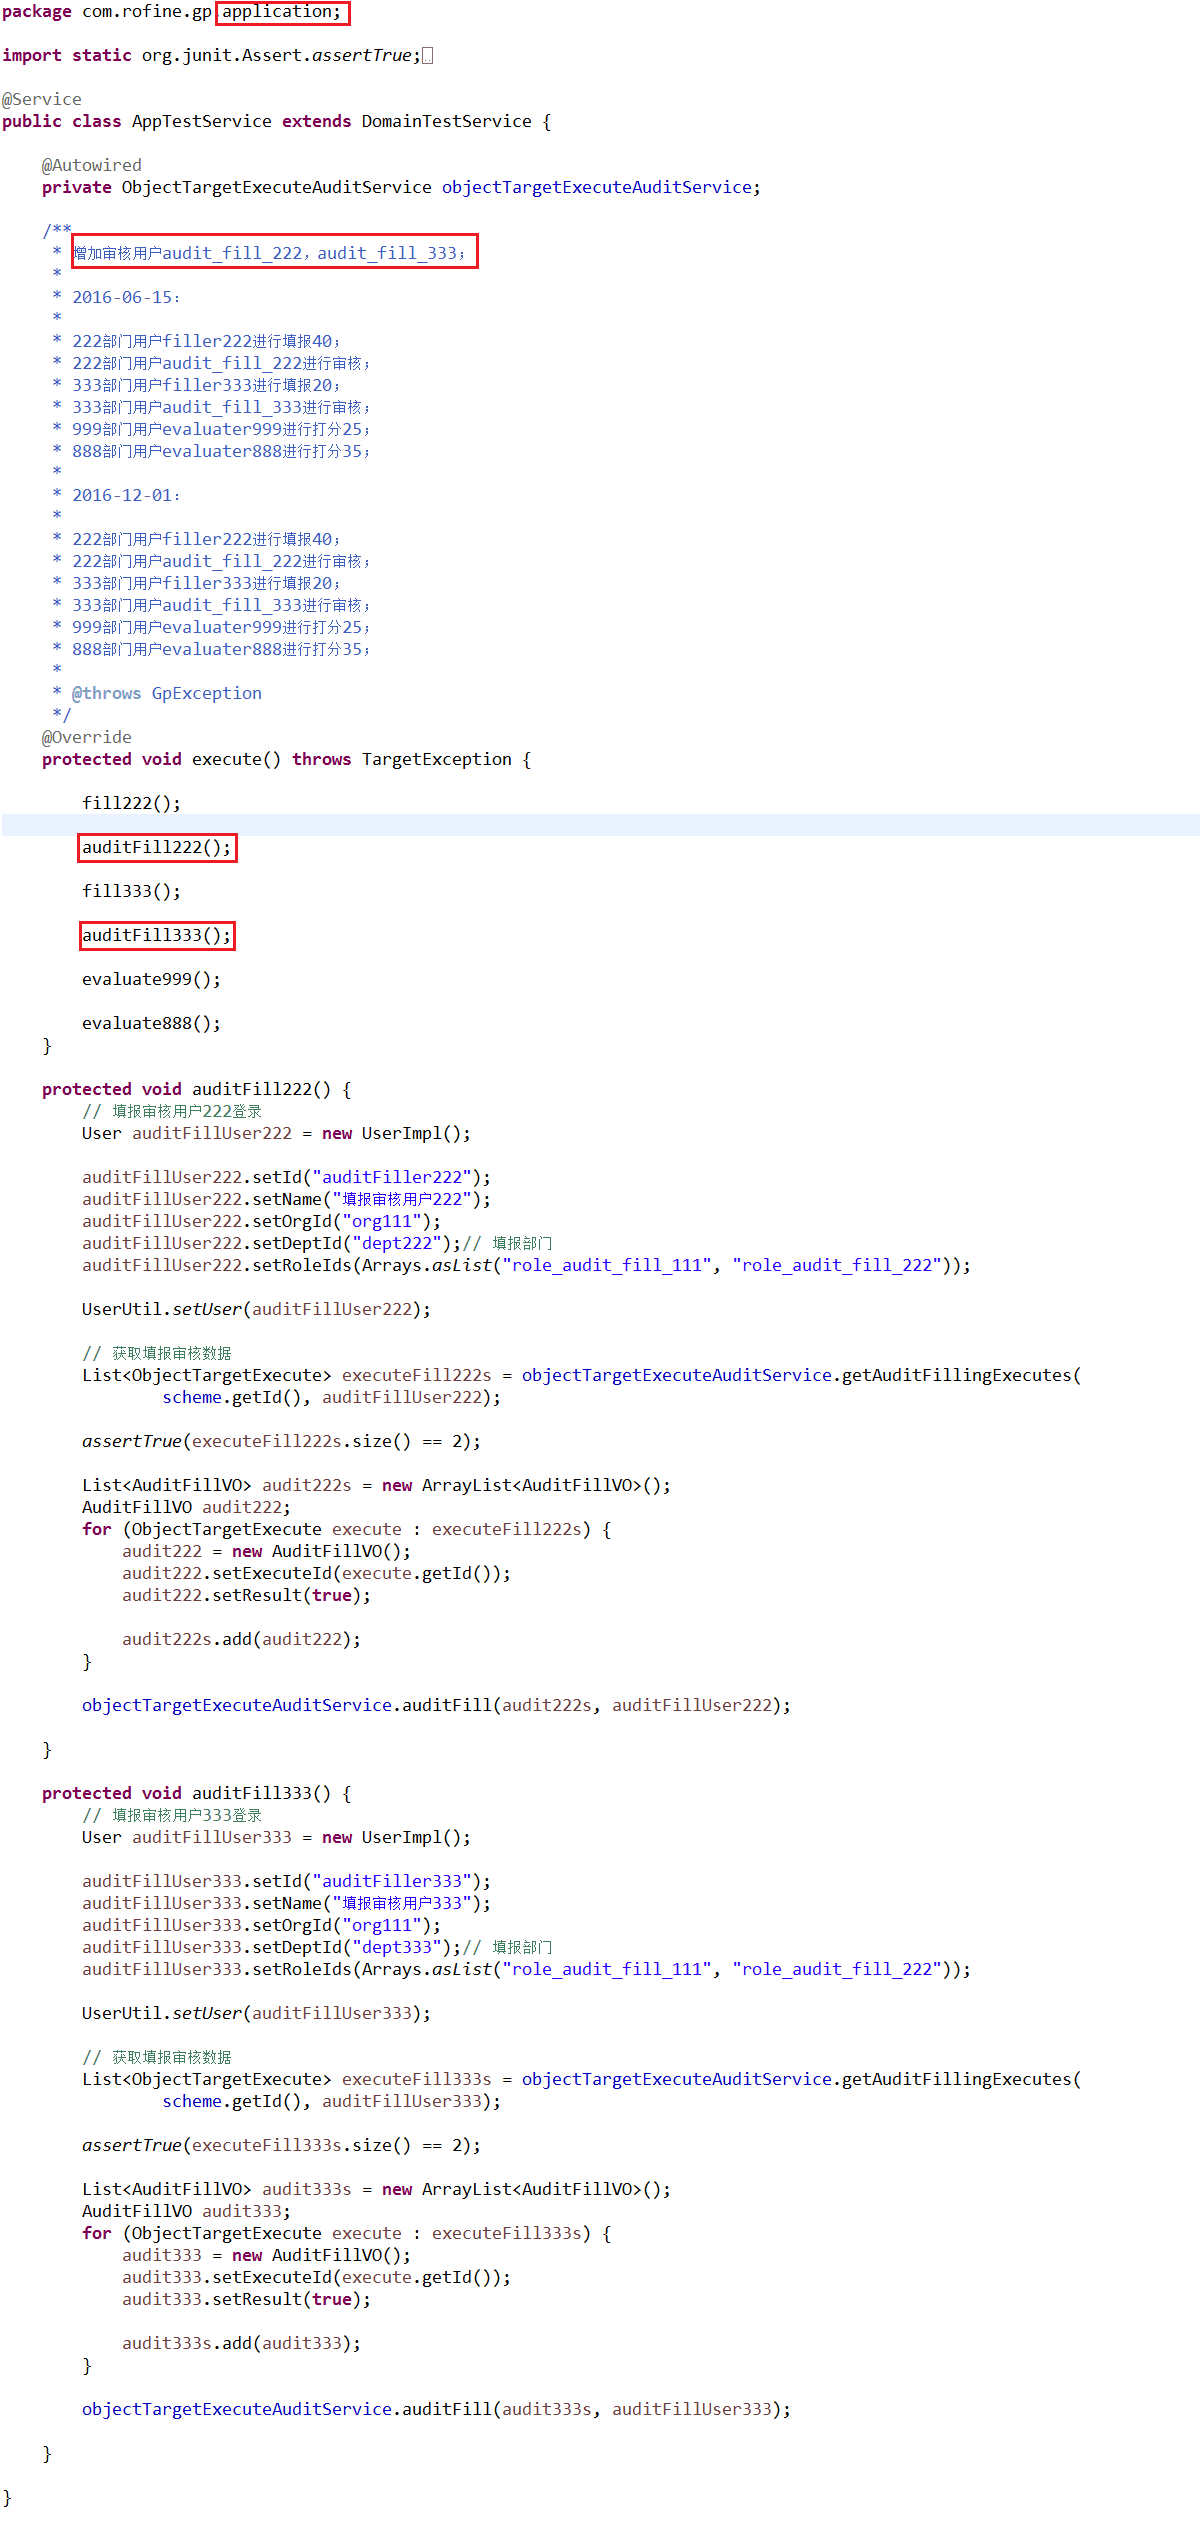 package com.rofine.gp.application;
import static org.junit.Assert.assertTrue;
@Service
public class AppTestService extends DomainTestService {
@Autowired
private ObjectTargetExecuteAuditService objectTargetExecuteAuditService;
/**
* 增加审核用户audit_fill_222，audit_fill_333；
*
* 2016-06-15：
*
* 222部门用户filler222进行填报40；
* 222部门用户audit_fill_222进行审核；
* 333部门用户filler333进行填报20；
* 333部门用户audit_fill_333进行审核；
* 999部门用户evaluater999进行打分25；
* 888部门用户evaluater888进行打分35；
*
* 2016-12-01：
*
* 222部门用户filler222进行填报40；
* 222部门用户audit_fill_222进行审核；
* 333部门用户filler333进行填报20；
* 333部门用户audit_fill_333进行审核；
* 999部门用户evaluater999进行打分25；
* 888部门用户evaluater888进行打分35；
*
* @throws GpException
*/
@Override
protected void execute() throws TargetException {
fill222();
auditFill222();
fill333();
auditFill333();
evaluate999();
evaluate888();
}
protected void auditFill222() {
// 填报审核用户222登录
User auditFillUser222 = new UserImpl();
auditFillUser222.setId("auditFiller222");
auditFillUser222.setName("填报审核用户222");
auditFillUser222.setOrgId("org111");
auditFillUser222.setDeptId("dept222");// 填报部门
auditFillUser222.setRoleIds(Arrays.asList("role_audit_fill_111", "role_audit_fill_222"));
UserUtil.setUser(auditFillUser222);
// 获取填报审核数据
List<ObjectTargetExecute> executeFill222s = objectTargetExecuteAuditService.getAuditFillingExecutes(
scheme.getId(), auditFillUser222);
assertTrue(executeFill222s.size() == 2);
List<AuditFillVO> audit222s = new ArrayList<AuditFillVO>();
AuditFillVO audit222;
for (ObjectTargetExecute execute : executeFill222s) {
audit222 = new AuditFillVO();
audit222.setExecuteId(execute.getId());
audit222.setResult(true);
audit222s.add(audit222);
}
objectTargetExecuteAuditService.auditFill(audit222s, auditFillUser222);
}
protected void auditFill333() {
// 填报审核用户333登录
User auditFillUser333 = new UserImpl();
auditFillUser333.setId("auditFiller333");
auditFillUser333.setName("填报审核用户333");
auditFillUser333.setOrgId("org111");
auditFillUser333.setDeptId("dept333");// 填报部门
auditFillUser333.setRoleIds(Arrays.asList("role_audit_fill_111", "role_audit_fill_222"));
UserUtil.setUser(auditFillUser333);
// 获取填报审核数据
List<ObjectTargetExecute> executeFill333s = objectTargetExecuteAuditService.getAuditFillingExecutes(
scheme.getId(), auditFillUser333);
assertTrue(executeFill333s.size() == 2);
List<AuditFillVO> audit333s = new ArrayList<AuditFillVO>();
AuditFillVO audit333;
for (ObjectTargetExecute execute : executeFill333s) {
audit333 = new AuditFillVO();
audit333.setExecuteId(execute.getId());
audit333.setResult(true);
audit333s.add(audit333);
}
objectTargetExecuteAuditService.auditFill(audit333s, auditFillUser333);
}
}